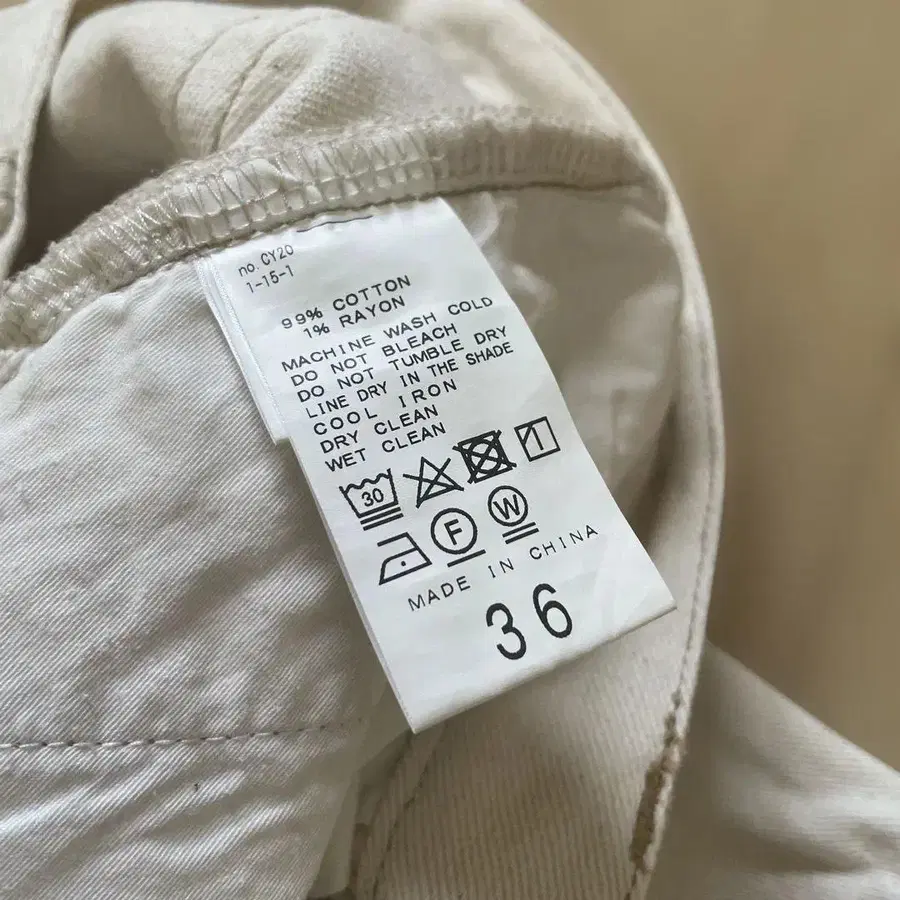 no. CY20
1-15-1
99% COTTON
1% RAYON
MACHINE WASH COLD
DO NOT BLEACH
DO NOT TUMBLE DRY
LINE DRY IN THE SHADE
COOL IRON
DRY CLEAN
WET CLEAN
30
F W
MADE IN CHINA
36